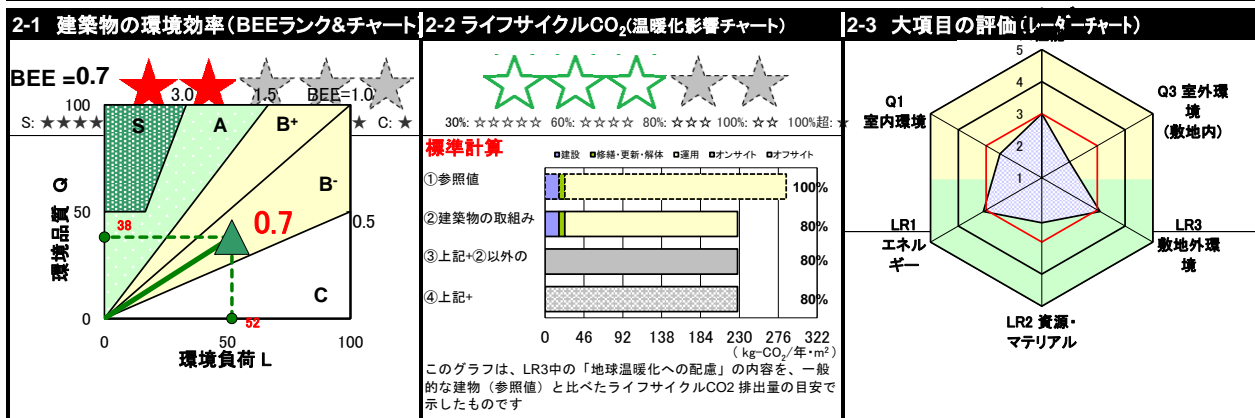 2-1 建築物の環境効率(BEEランク&チャート)
BEE =0.7
3.0
1.5
BEE=1.0
100
S: ★★★★
★ C: ★
S
A
B+
B-
0.5
C
環境品質 Q
50
38
0.7
0
52
50
100
環境負荷 L
2-2 ライフサイクルCO2(温暖化影響チャート)
30%: ☆☆☆☆☆ 60%: ☆☆☆☆ 80%: ☆☆☆ 100%: ☆☆ 100%超: ★
標準計算
■建設 ■修繕・更新・解体 □運用 ■オンサイト □オフサイト
①参照値
100%
②建築物の取組み
80%
③上記+②以外の
80%
④上記+
80%
0 46 92 138 184 230 276 322
( kg-CO2/年・m²)
このグラフは、LR3中の「地球温暖化への配慮」の内容を、一般
的な建物(参照値)と比べたライフサイクルCO2 排出量の目安で
示したものです
2-3 大項目の評価(レーダーチャート)
5
4
3
2
1
Q1
室内環境
Q3 室外環
境
(敷地内)
LR1
エネル
ギー
LR3
敷地外環
境
LR2 資源・
マテリアル